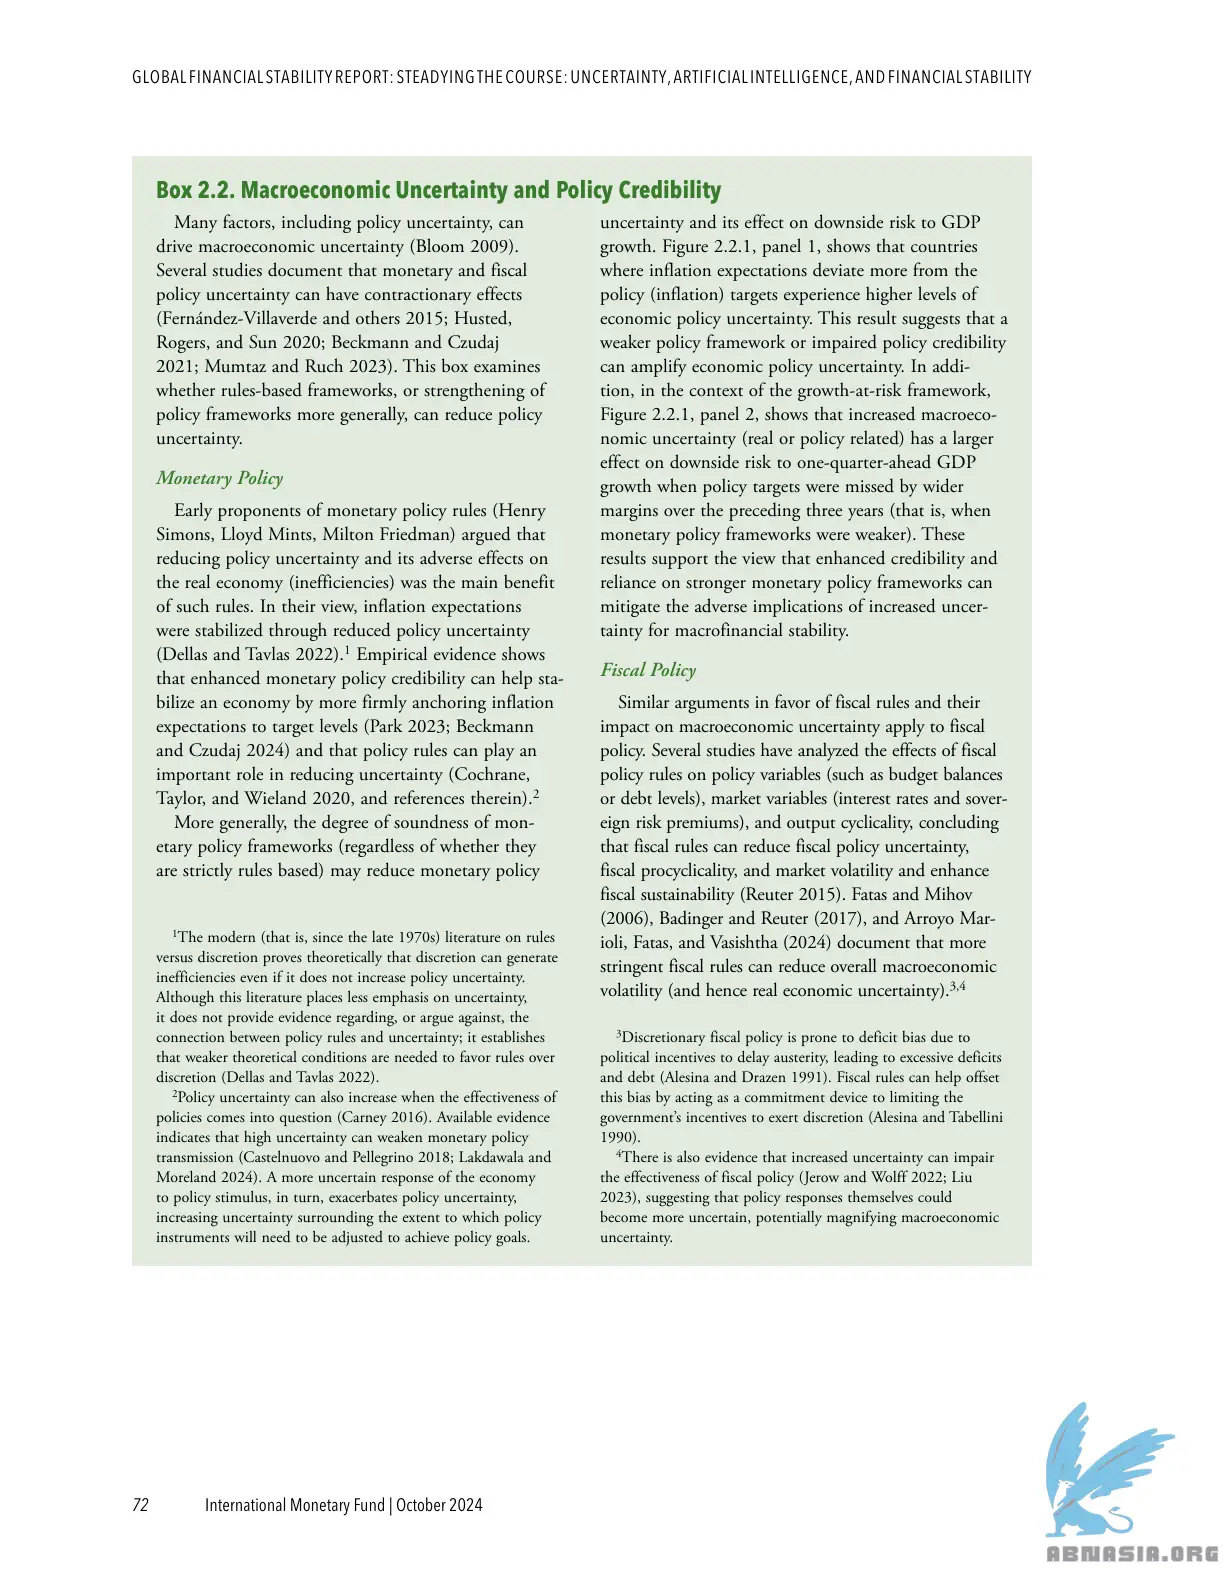 GLOBAL FINANCIAL STABILITY REPORT: STEADYING THE COURSE: UNCERTAINTY, ARTIFICIAL INTELLIGENCE, AND FINANCIAL STABILITY
Box 2.2. Macroeconomic Uncertainty and Policy Credibility
Many factors, including policy uncertainty, can
drive macroeconomic uncertainty (Bloom 2009).
Several studies document that monetary and fiscal
policy uncertainty can have contractionary effects
(Fernández-Villaverde and others 2015; Husted,
Rogers, and Sun 2020; Beckmann and Czudaj
2021; Mumtaz and Ruch 2023). This box examines
whether rules-based frameworks, or strengthening of
policy frameworks more generally, can reduce policy
uncertainty.
Monetary Policy
Early proponents of monetary policy rules (Henry
Simons, Lloyd Mints, Milton Friedman) argued that
reducing policy uncertainty and its adverse effects on
the real economy (inefficiencies) was the main benefit
of such rules. In their view, inflation expectations
were stabilized through reduced policy uncertainty
(Dellas and Tavlas 2022).1 Empirical evidence shows
that enhanced monetary policy credibility can help sta-
bilize an economy by more firmly anchoring inflation
expectations to target levels (Park 2023; Beckmann
and Czudaj 2024) and that policy rules can play an
important role in reducing uncertainty (Cochrane,
Taylor, and Wieland 2020, and references therein).2
More generally, the degree of soundness of mon-
etary policy frameworks (regardless of whether they
are strictly rules based) may reduce monetary policy
1The modern (that is, since the late 1970s) literature on rules
versus discretion proves theoretically that discretion can generate
inefficiencies even if it does not increase policy uncertainty.
Although this literature places less emphasis on uncertainty,
it does not provide evidence regarding, or argue against, the
connection between policy rules and uncertainty; it establishes
that weaker theoretical conditions are needed to favor rules over
discretion (Dellas and Tavlas 2022).
2Policy uncertainty can also increase when the effectiveness of
policies comes into question (Carney 2016). Available evidence
indicates that high uncertainty can weaken monetary policy
transmission (Castelnuovo and Pellegrino 2018; Lakdawala and
Moreland 2024). A more uncertain response of the economy
to policy stimulus, in turn, exacerbates policy uncertainty,
increasing uncertainty surrounding the extent to which policy
instruments will need to be adjusted to achieve policy goals.
uncertainty and its effect on downside risk to GDP
growth. Figure 2.2.1, panel 1, shows that countries
where inflation expectations deviate more from the
policy (inflation) targets experience higher levels of
economic policy uncertainty. This result suggests that a
weaker policy framework or impaired policy credibility
can amplify economic policy uncertainty. In addi-
tion, in the context of the growth-at-risk framework,
Figure 2.2.1, panel 2, shows that increased macroeco-
nomic uncertainty (real or policy related) has a larger
effect on downside risk to one-quarter-ahead GDP
growth when policy targets were missed by wider
margins over the preceding three years (that is, when
monetary policy frameworks were weaker). These
results support the view that enhanced credibility and
reliance on stronger monetary policy frameworks can
mitigate the adverse implications of increased uncer-
tainty for macrofinancial stability.
Fiscal Policy
Similar arguments in favor of fiscal rules and their
impact on macroeconomic uncertainty apply to fiscal
policy. Several studies have analyzed the effects of fiscal
policy rules on policy variables (such as budget balances
or debt levels), market variables (interest rates and sover-
eign risk premiums), and output cyclicality, concluding
that fiscal rules can reduce fiscal policy uncertainty,
fiscal procyclicality, and market volatility and enhance
fiscal sustainability (Reuter 2015). Fatas and Mihov
(2006), Badinger and Reuter (2017), and Arroyo Mar-
ioli, Fatas, and Vasishtha (2024) document that more
stringent fiscal rules can reduce overall macroeconomic
volatility (and hence real economic uncertainty).3,4
3Discretionary fiscal policy is prone to deficit bias due to
political incentives to delay austerity, leading to excessive deficits
and debt (Alesina and Drazen 1991). Fiscal rules can help offset
this bias by acting as a commitment device to limiting the
government's incentives to exert discretion (Alesina and Tabellini
1990).
4There is also evidence that increased uncertainty can impair
the effectiveness of fiscal policy (Jerow and Wolff 2022; Liu
2023), suggesting that policy responses themselves could
become more uncertain, potentially magnifying macroeconomic
uncertainty.
72 International Monetary Fund | October 2024
ABNASIA.ORG